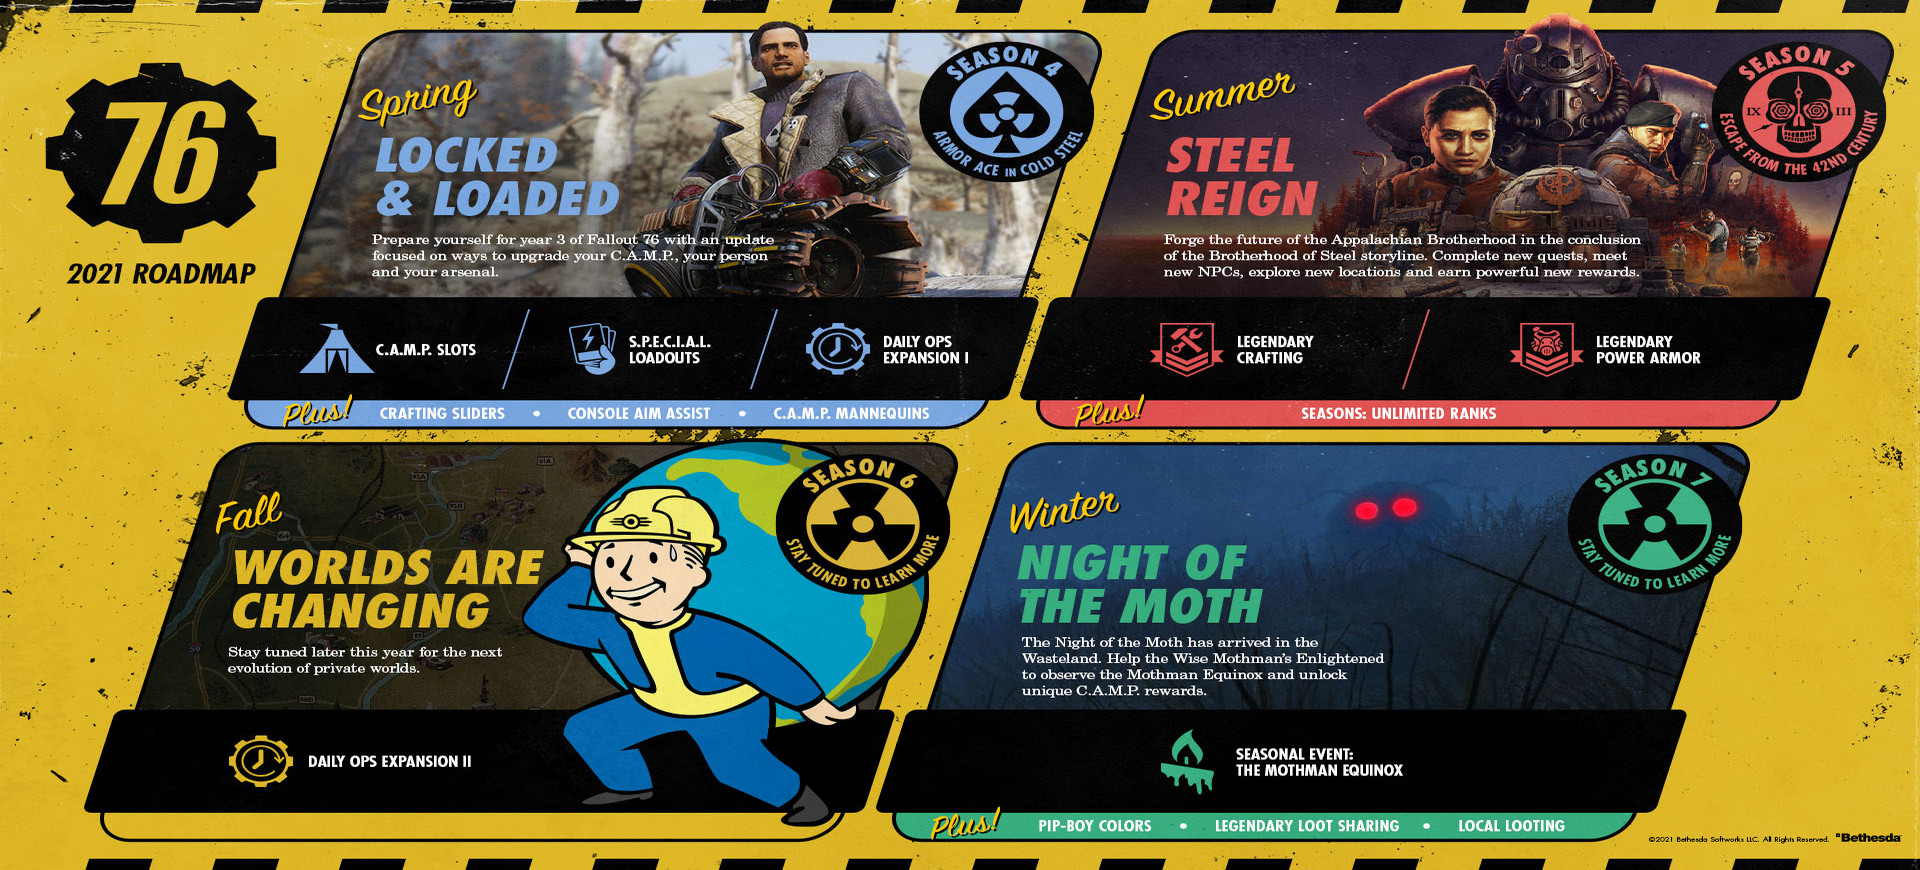 76
2021 ROADMAP
Spring
LOCKED
& LOADED
Prepare yourself for year 3 of Fallout 76 with an update
focused on ways to upgrade your C.A.M.P., your person
and your arsenal.
SEASON 4
ARMOR ACE IN COLD STEEL
C.A.M.P. SLOTS
S.P.E.C.I.A.L.
LOADOUTS
DAILY OPS
EXPANSION I
Plus!
CRAFTING SLIDERS • CONSOLE AIM ASSIST • C.A.M.P. MANNEQUINS
Summer
STEEL
REIGN
Forge the future of the Appalachian Brotherhood in the conclusion
of the Brotherhood of Steel storyline. Complete new quests, meet
new NPCs, explore new locations and earn powerful new rewards.
SEASON 5
IX III
ESCAPE FROM THE 42ND CENTURY
LEGENDARY
CRAFTING
LEGENDARY
POWER ARMOR
Plus!
SEASONS: UNLIMITED RANKS
Fall
WORLDS ARE
CHANGING
Stay tuned later this year for the next
evolution of private worlds.
SEASON 6
STAY TUNED TO LEARN MORE
61A
95A
95B
64
59
DAILY OPS EXPANSION II
Winter
NIGHT OF
THE MOTH
The Night of the Moth has arrived in the
Wasteland. Help the Wise Mothman's Enlightened
to observe the Mothman Equinox and unlock
unique C.A.M.P. rewards.
SEASON 7
STAY TUNED TO LEARN MORE
SEASONAL EVENT:
THE MOTHMAN EQUINOX
Plus!
PIP-BOY COLORS • LEGENDARY LOOT SHARING • LOCAL LOOTING
©2021 Bethesda Softworks LLC. All Rights Reserved.
Bethesda